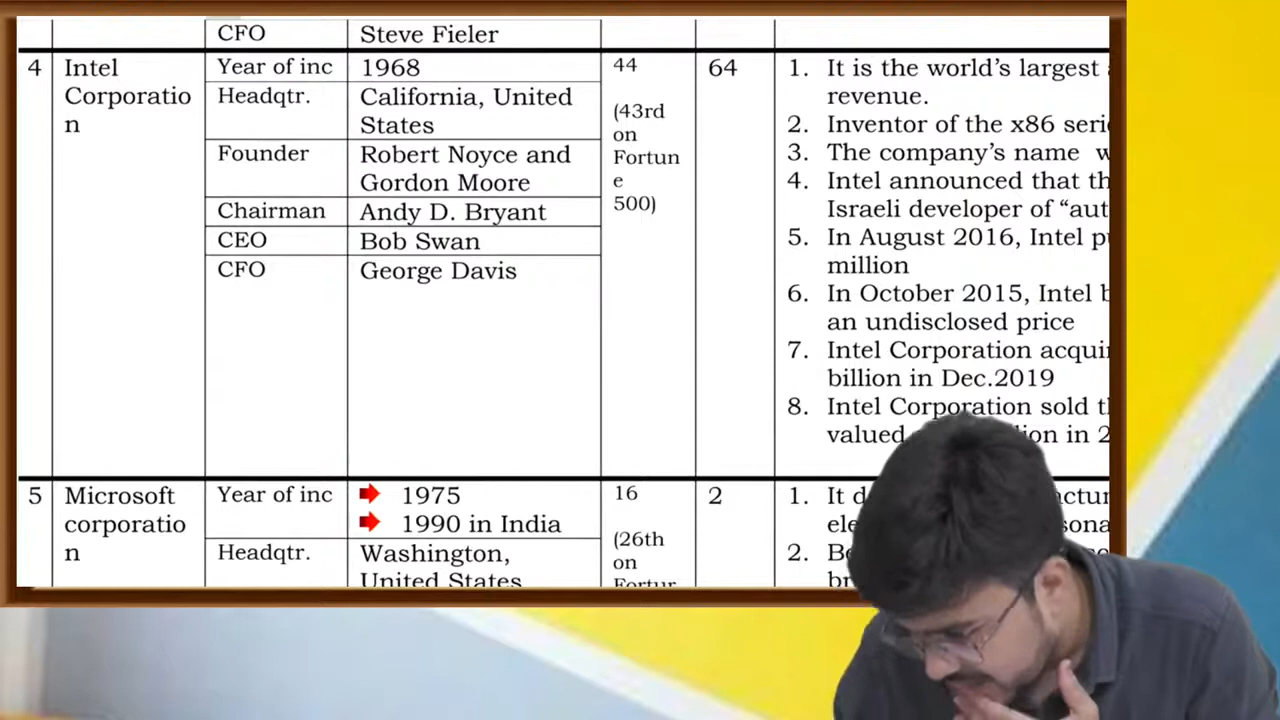 CFO
Steve Fieler
4
Intel
Corporatio
n
Year of inc
1968
Headqtr.
California, United
States
Founder
Robert Noyce and
Gordon Moore
Chairman
Andy D. Bryant
CEO
Bob Swan
CFO
George Davis
44
(43rd
on
Fortun
e
500)
64
1. It is the world's largest
revenue.
2. Inventor of the x86
3. The company's name
4. Intel announced that
Israeli developer of
5. In August 2016, Intel
million
6. In October 2015, Intel
an undisclosed price
7. Intel Corporation
billion in Dec.2019
8. Intel Corporation sold
valued
in
5
Microsoft
corporatio
n
Year of inc
1975
1990 in India
Headqtr.
Washington,
United States
16
(26th
on
2
1. It
2.